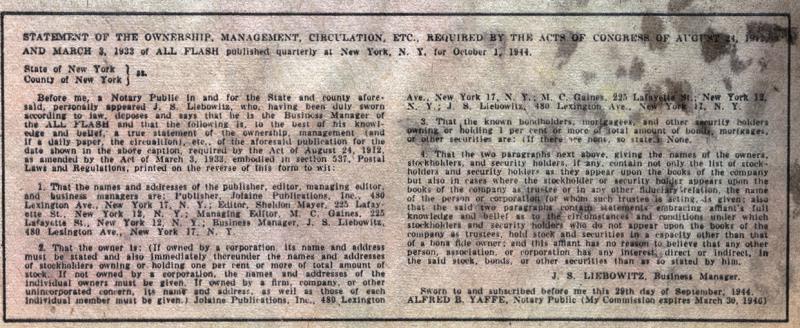 STATEMENT OF THE OWNERSHIP, MANAGEMENT, CIRCULATION, ETC., REQUIRED BY THE ACTS OF CONGRESS OF AUGUST 24, 
AND MARCH 3, 1933 of ALL FLASH published quarterly at New York, N. Y. for October 1, 1944.
State of New York
County of New York } ss.
Before me, a Notary Public in and for the State and county afore-
said, personally appeared J. S. Liebowitz, who, having been duly sworn
according to law, deposes and says that he is the Business Manager of
the ALL FLASH and that the following is, to the best of his knowl-
edge and belief, a true statement of the ownership, management (and
if a daily paper, the circulation), etc., of the aforesaid publication for the
date shown in the above caption, required by the Act of August 24, 1912,
as amended by the Act of March 3, 1933, embodied in section 537, Postal
Laws and Regulations, printed on the reverse of this form to wit:
1. That the names and addresses of the publisher, editor, managing editor,
and business managers are: Publisher, Jolaine Publications, Inc., 480
Lexington Ave., New York 17, N. Y.; Editor, Sheldon Mayer, 225 Lafay-
ette St., New York 12, N. Y.; Managing Editor, M. C. Gaines, 225
Lafayette St., New York 12, N. Y.; Business Manager, J. S. Liebowitz,
480 Lexington Ave., New York 17, N. Y.
2. That the owner is: (If owned by a corporation, its name and address
must be stated and also immediately thereunder the names and addresses
of stockholders owning or holding one per cent or more of total amount of
stock. If not owned by a corporation, the names and addresses of the
individual owners must be given. If owned by a firm, company, or other
unincorporated concern, its name and address, as well as those of each
individual member must be given.) Jolaine Publications, Inc., 480 Lexington
Ave., New York 17, N. Y.; M. C. Gaines, 225 Lafayette St., New York 12,
N. Y.; J. S. Liebowitz, 480 Lexington Ave., New York 17, N. Y.
3. That the known bondholders, mortgagees, and other security holders
owning or holding 1 per cent or more of total amount of bonds, mortgages,
or other securities are: (If there are none, so state.) None.
4. That the two paragraphs next above, giving the names of the owners,
stockholders, and security holders, if any, contain not only the list of stock-
holders and security holders as they appear upon the books of the company
but also in cases where the stockholder or security holder appears upon the
books of the company as trustee or in any other fiduciary relation, the name
of the person or corporation for whom such trustee is acting, is given; also
that the said two paragraphs contain statements embracing affiant's full
knowledge and belief as to the circumstances and conditions under which
stockholders and security holders who do not appear upon the books of the
company as trustees, hold stock and securities in a capacity other than that
of a bona fide owner; and this affiant has no reason to believe that any other
person, association, or corporation has any interest, direct or indirect, in
the said stock, bonds, or other securities than as so stated by him.
J. S. LIEBOWITZ, Business Manager.
Sworn to and subscribed before me this 29th day of September, 1944.
ALFRED B. YAFFE, Notary Public (My Commission expires March 30, 1946)